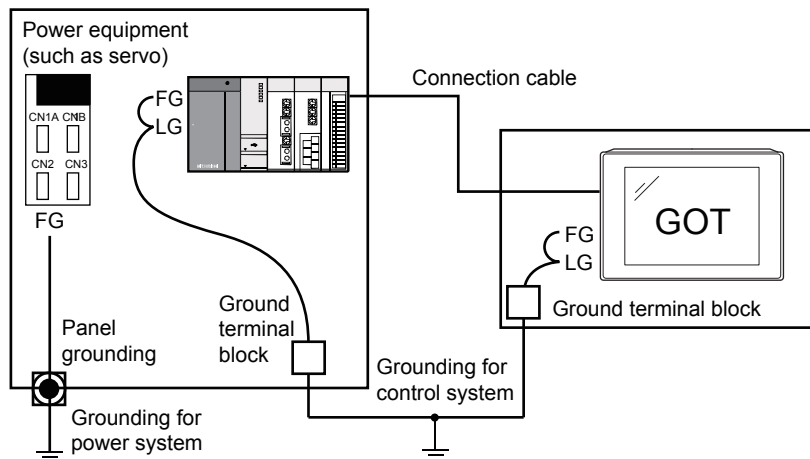 Power equipment
(such as servo)
CN1A CN1B
CN2 CN3
FG
FG
LG
Connection cable
GOT
FG
LG
Ground terminal block
Ground
terminal
block
Panel
grounding
Grounding for
control system
Grounding for
power system